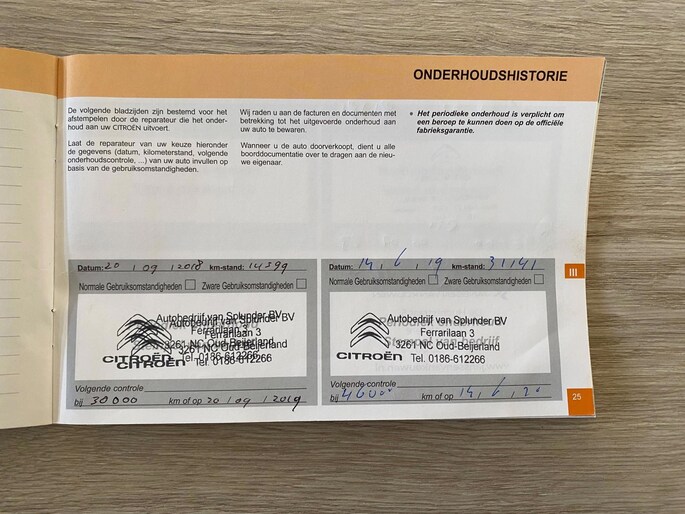 ONDERHOUDSHISTORIE
De volgende bladzijden zijn bestemd voor het
afstempelen door de reparateur die het onder-
houd aan uw CITROËN uitvoert.
Laat de reparateur van uw keuze hieronder
de gegevens (datum, kilometerstand, volgende
onderhoudscontrole, ...) van uw auto invullen op
basis van de gebruiksomstandigheden.
Wij raden u aan de facturen en documenten met
betrekking tot het uitgevoerde onderhoud aan
uw auto te bewaren.
Wanneer u de auto doorverkoopt, dient u alle
boorddocumentatie over te dragen aan de nieu-
we eigenaar.
• Het periodieke onderhoud is verplicht om
een beroep te kunnen doen op de officiële
fabrieksgarantie.
Datum: 20 / 09 / 2018 km-stand: 14399
Normale Gebruiksomstandigheden Zware Gebruiksomstandigheden
Autobedrijf van Splunder BV
Ferrarilaan 3
3261 NC Oud-Beijerland
CITROËN Tel. 0186-612266
Volgende controle
bij 30000 km of op 20 / 09 / 2019
Datum: 14 / 6 / 19 km-stand: 31141
Normale Gebruiksomstandigheden Zware Gebruiksomstandigheden
Autobedrijf van Splunder BV
Ferrarilaan 3
3261 NC Oud-Beijerland
CITROËN Tel. 0186-612266
Volgende controle
bij km of op 14 / 6 / 20
III
25